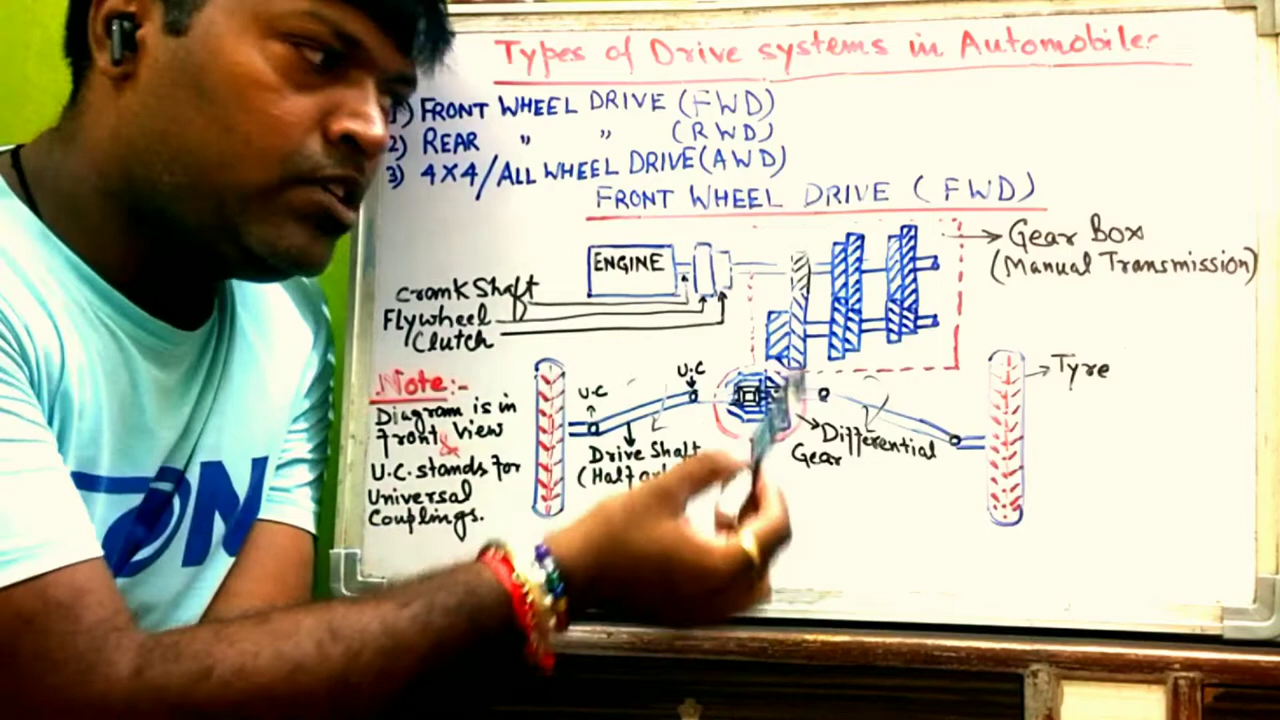 Types of Drive systems in Automobiles
1) FRONT WHEEL DRIVE (FWD)
2) REAR " " (RWD)
3) 4X4/ALL WHEEL DRIVE (AWD)
FRONT WHEEL DRIVE (FWD)
ENGINE
Gear Box
(Manual Transmission)
Crank Shaft
Flywheel
Clutch
Note:-
Diagram is in
front view
&
U.C. stands for
Universal
Couplings.
U.C
U.C
Drive Shaft
(Half
Differential
Gear
Tyre